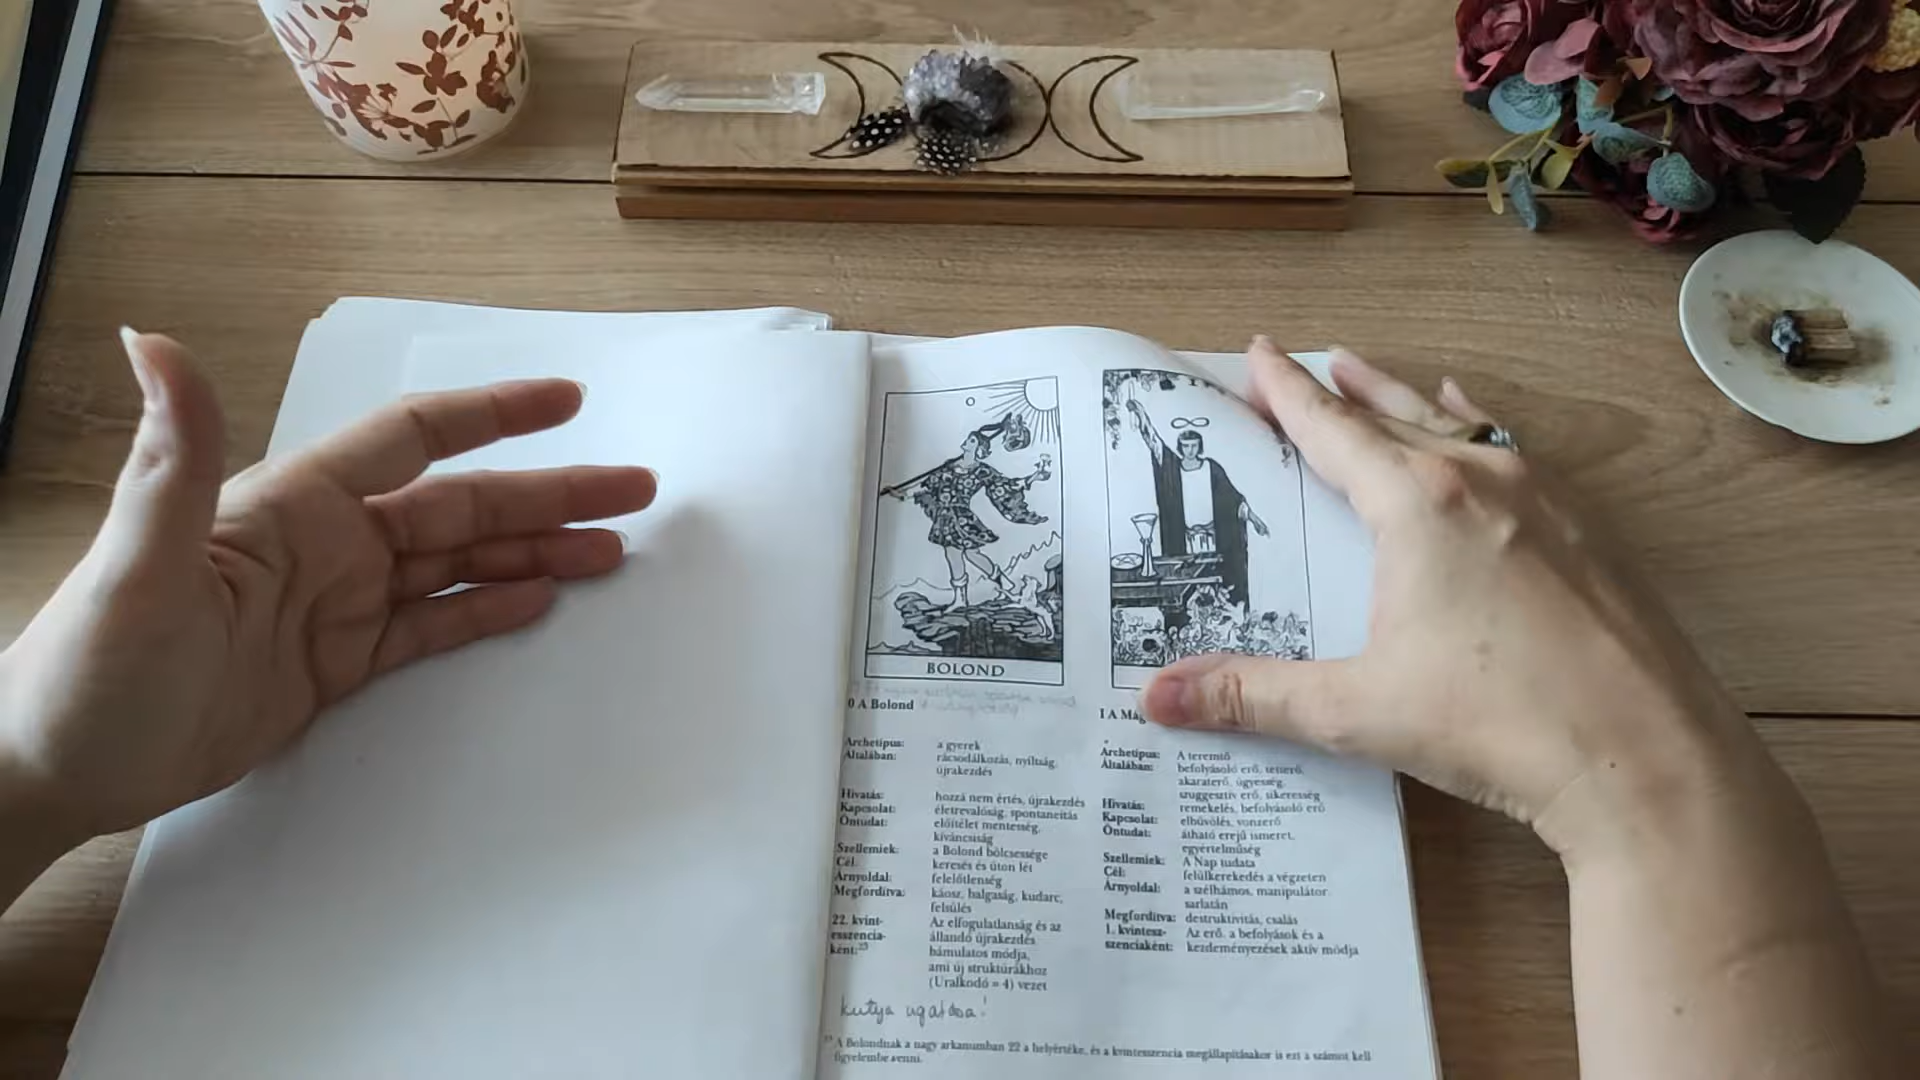 0
I
BOLOND
0 A Bolond
Archetípus: a gyerek
Általában: rácsodálkozás, nyíltság,
újrakezdés
Hivatás: hozzá nem értés, újrakezdés
Kapcsolat: életrevalóság, spontaneitás
Öntudat: előítélet mentesség,
kíváncsiság
Szellemiek: a Bolond bölcsessége
Cél: keresés és úton lét
Árnyoldal: felelőtlenség
Megfordítva: káosz, balgaság, kudarc,
felsülés
22. kvint- Az elfogulatlanság és az
esszencia- állandó újrakezdés
ként:²³ bámulatos módja,
ami új struktúrákhoz
(Uralkodó = 4) vezet
kutya ugatása!
I A Mág
Archetípus: A teremtő
Általában: befolyásoló erő, tetterő,
akaraterő, ügyesség,
szuggesztív erő, sikeresség
Hivatás: remekelés, befolyásoló erő
Kapcsolat: elbűvölés, vonzerő
Öntudat: átható erejű ismeret,
egyértelműség
Szellemiek: A Nap tudata
Cél: felülkerekedés a végzeten
Árnyoldal: a szélhámos, manipulátor
sarlatán
Megfordítva: destruktivitás, csalás
1. kvintesz- Az erő, a befolyások és a
szenciaként: kezdeményezések aktív módja
A Bolondnak a nagy arkanumban 22 a helyértéke, és a kvintesszencia megállapításakor is ezt a számot kell
figyelembe venni.